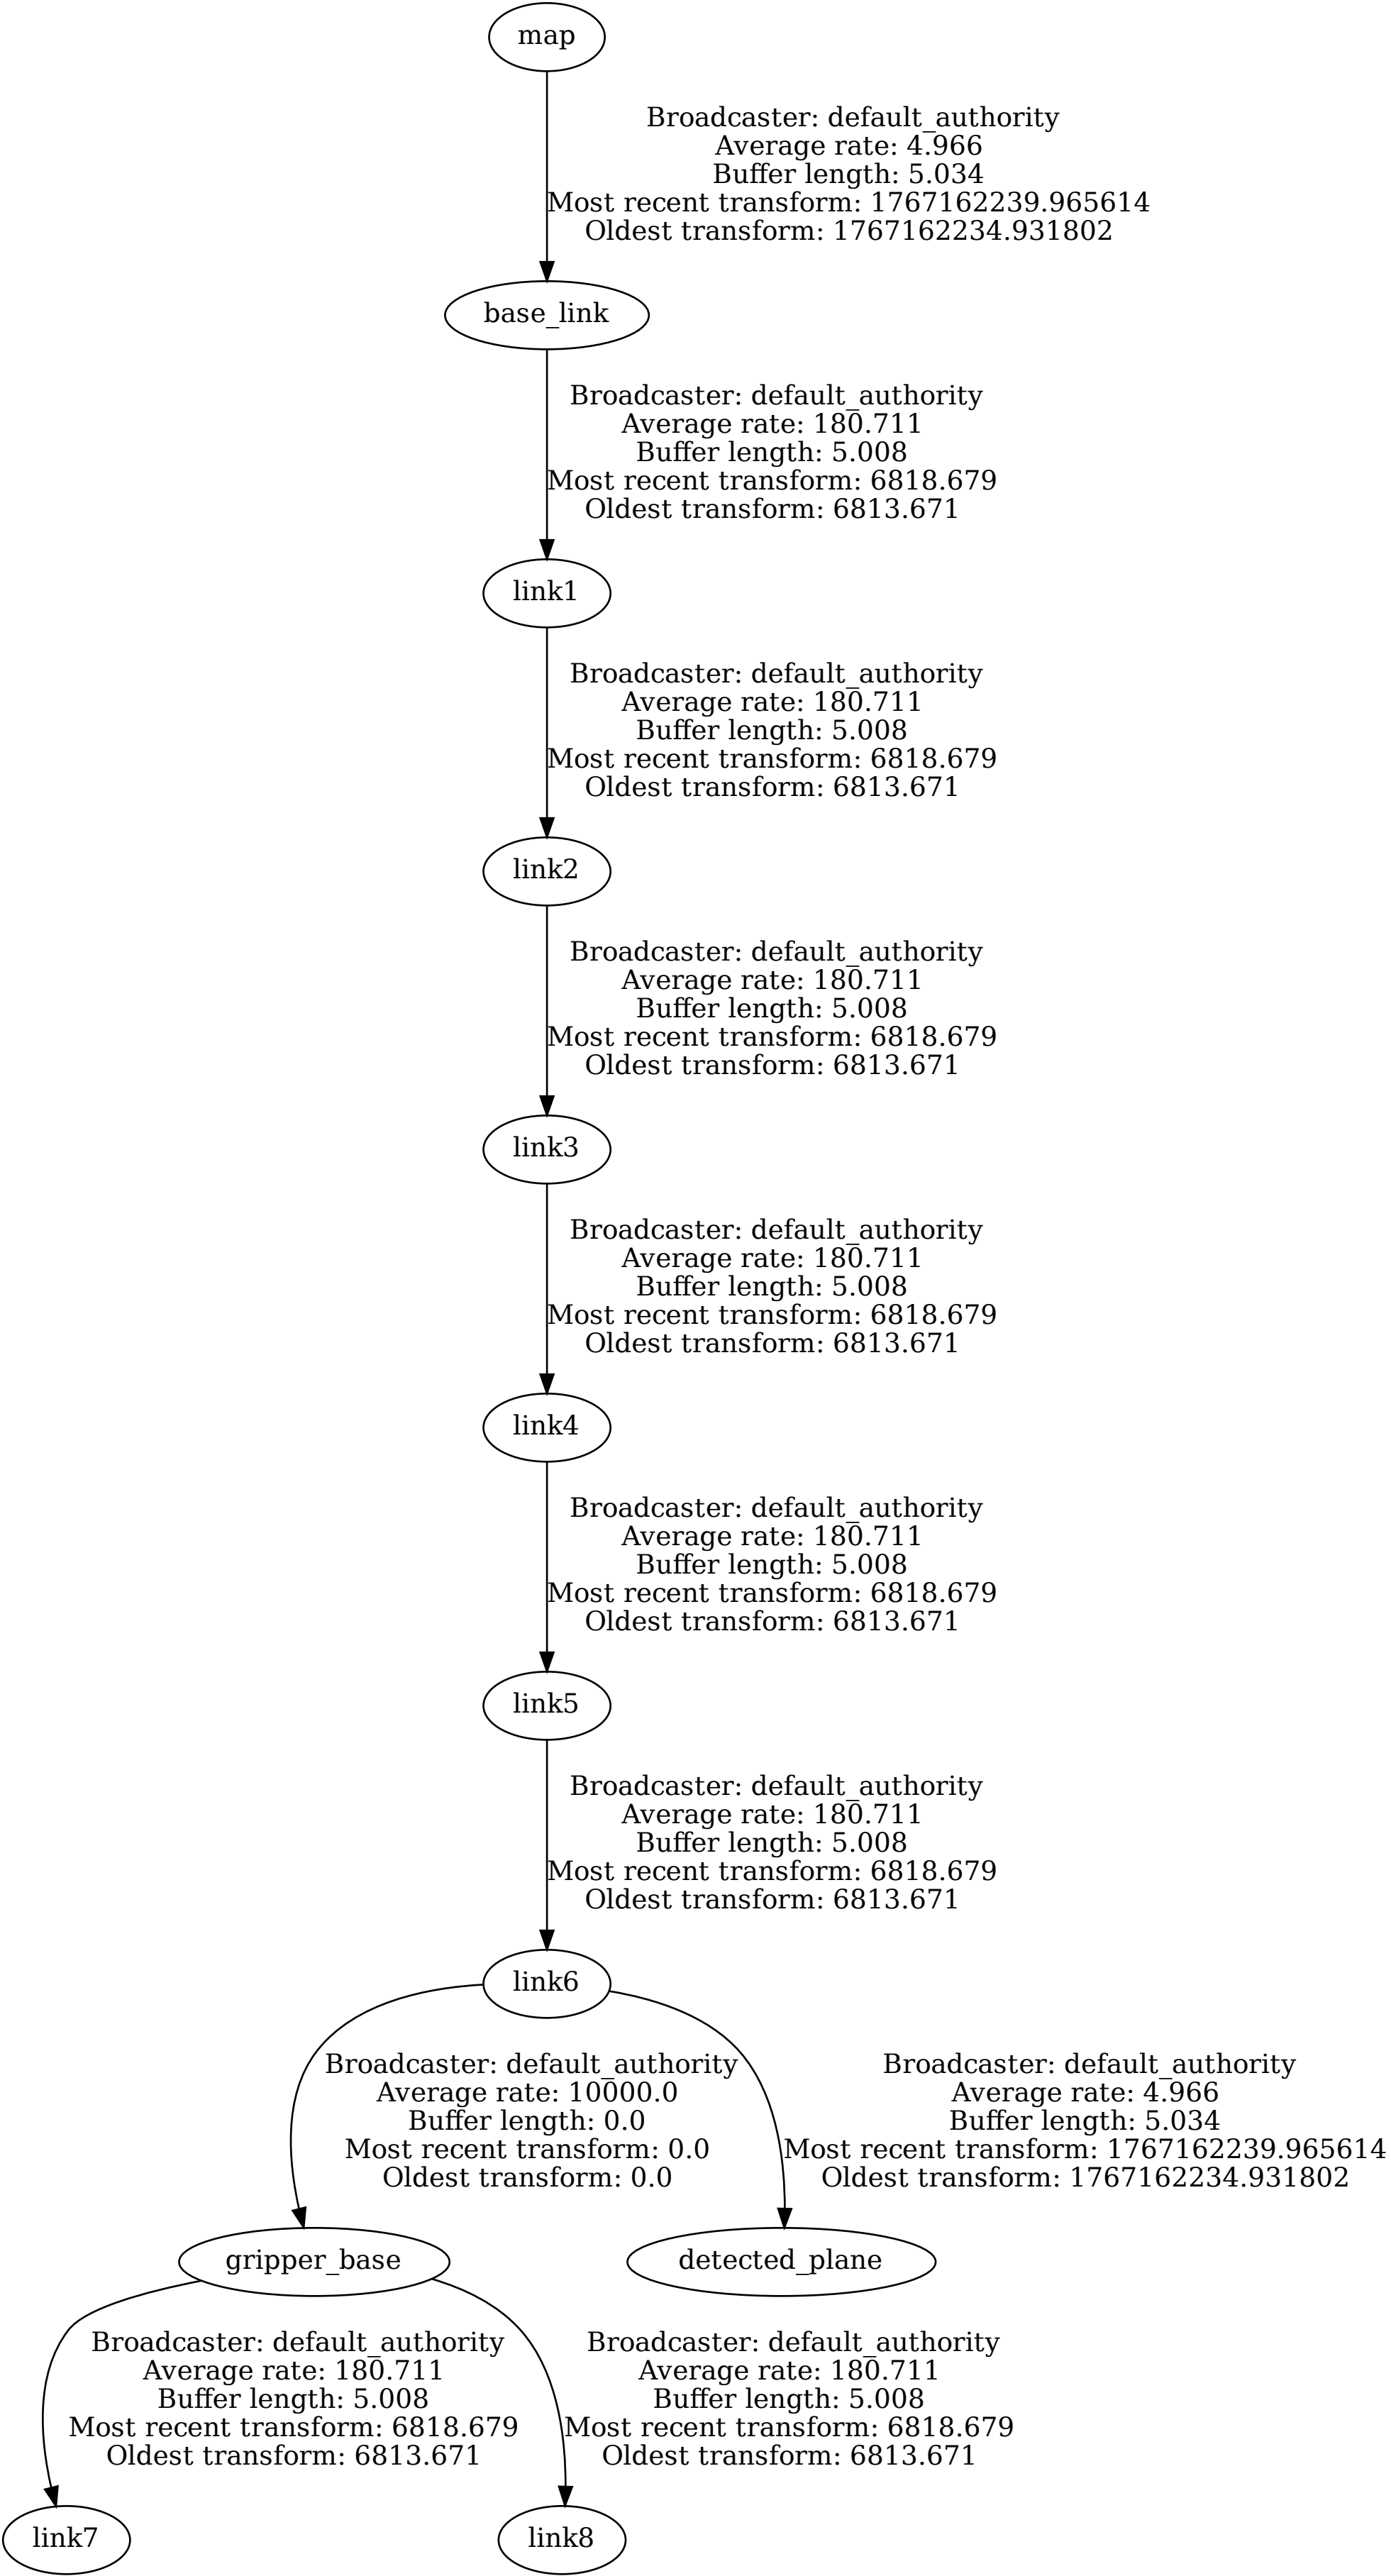 map
Broadcaster: default_authority
Average rate: 4.966
Buffer length: 5.034
Most recent transform: 1767162239.965614
Oldest transform: 1767162234.931802
base_link
Broadcaster: default_authority
Average rate: 180.711
Buffer length: 5.008
Most recent transform: 6818.679
Oldest transform: 6813.671
link1
Broadcaster: default_authority
Average rate: 180.711
Buffer length: 5.008
Most recent transform: 6818.679
Oldest transform: 6813.671
link2
Broadcaster: default_authority
Average rate: 180.711
Buffer length: 5.008
Most recent transform: 6818.679
Oldest transform: 6813.671
link3
Broadcaster: default_authority
Average rate: 180.711
Buffer length: 5.008
Most recent transform: 6818.679
Oldest transform: 6813.671
link4
Broadcaster: default_authority
Average rate: 180.711
Buffer length: 5.008
Most recent transform: 6818.679
Oldest transform: 6813.671
link5
Broadcaster: default_authority
Average rate: 180.711
Buffer length: 5.008
Most recent transform: 6818.679
Oldest transform: 6813.671
link6
Broadcaster: default_authority
Average rate: 10000.0
Buffer length: 0.0
Most recent transform: 0.0
Oldest transform: 0.0
Broadcaster: default_authority
Average rate: 4.966
Buffer length: 5.034
Most recent transform: 1767162239.965614
Oldest transform: 1767162234.931802
gripper_base
detected_plane
Broadcaster: default_authority
Average rate: 180.711
Buffer length: 5.008
Most recent transform: 6818.679
Oldest transform: 6813.671
Broadcaster: default_authority
Average rate: 180.711
Buffer length: 5.008
Most recent transform: 6818.679
Oldest transform: 6813.671
link7
link8